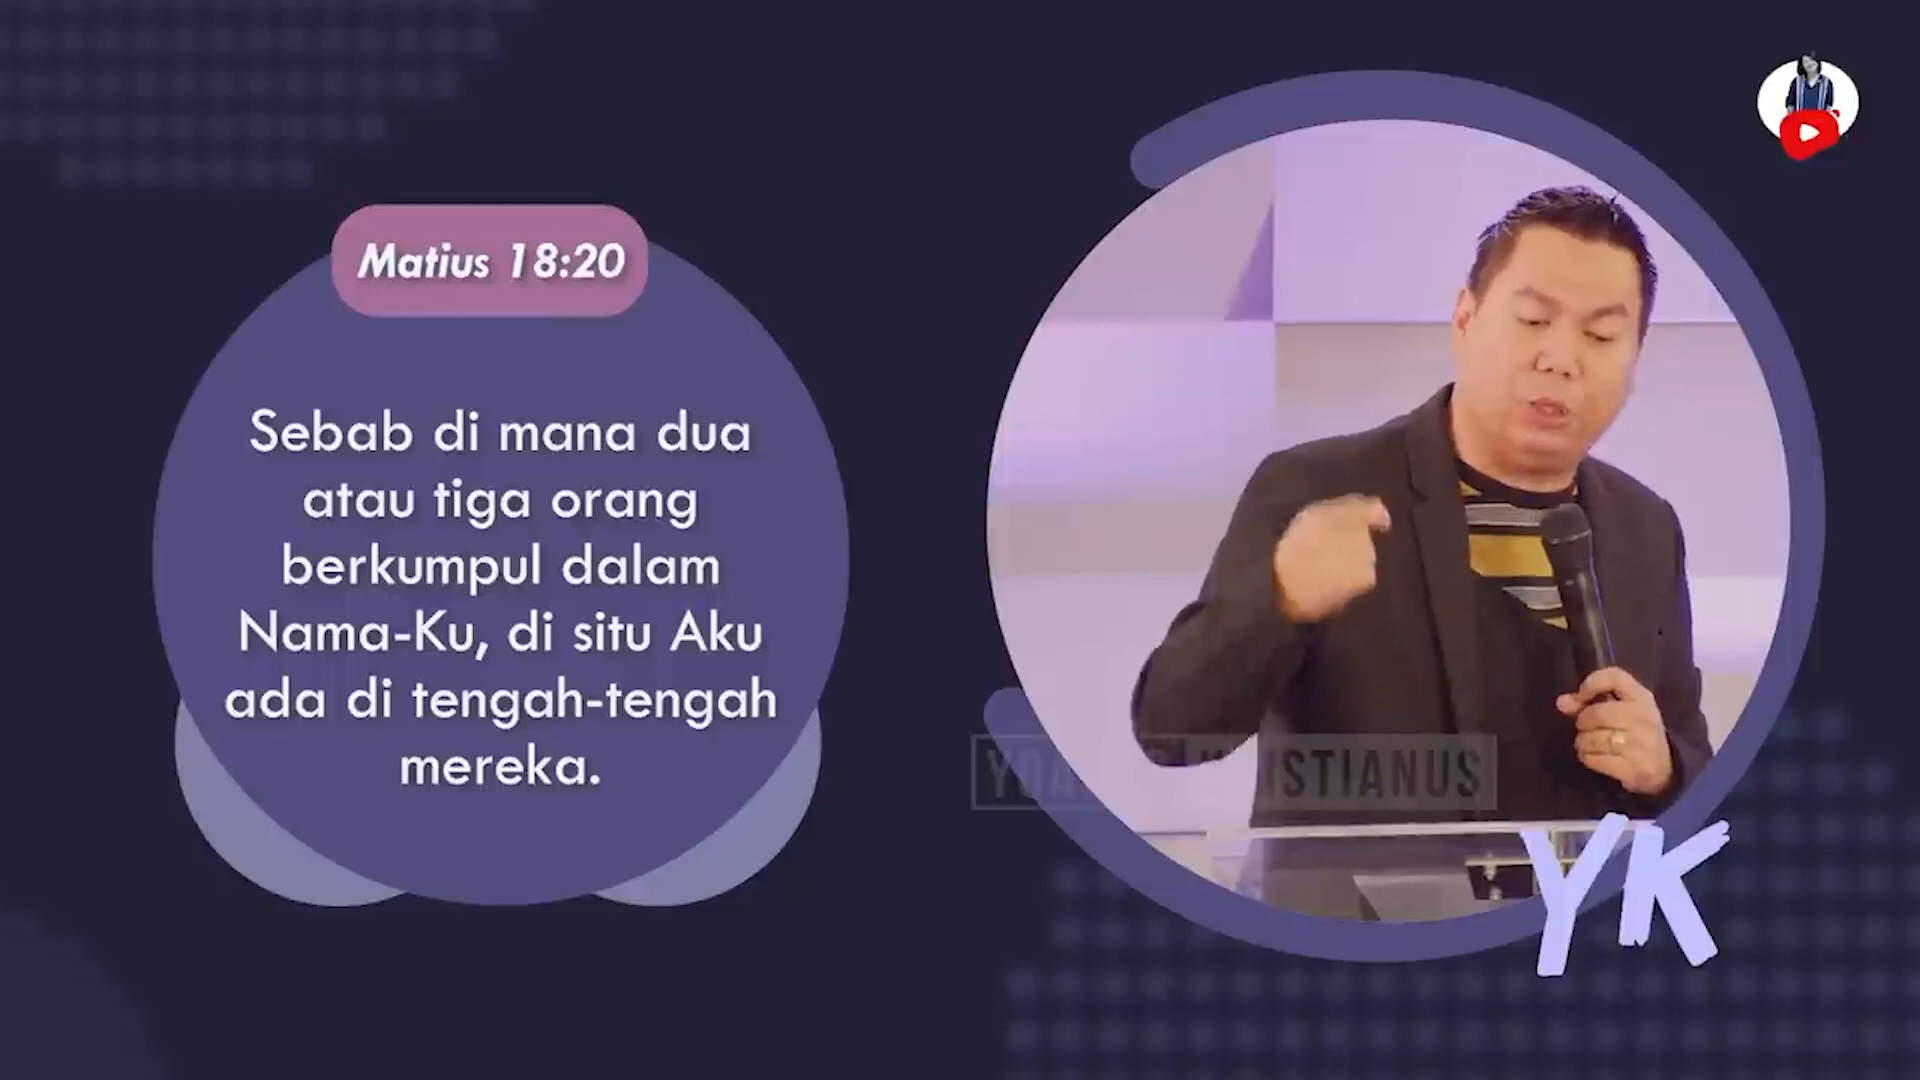 Matius 18:20
Sebab di mana dua
atau tiga orang
berkumpul dalam
Nama-Ku, di situ Aku
ada di tengah-tengah
mereka.
YK